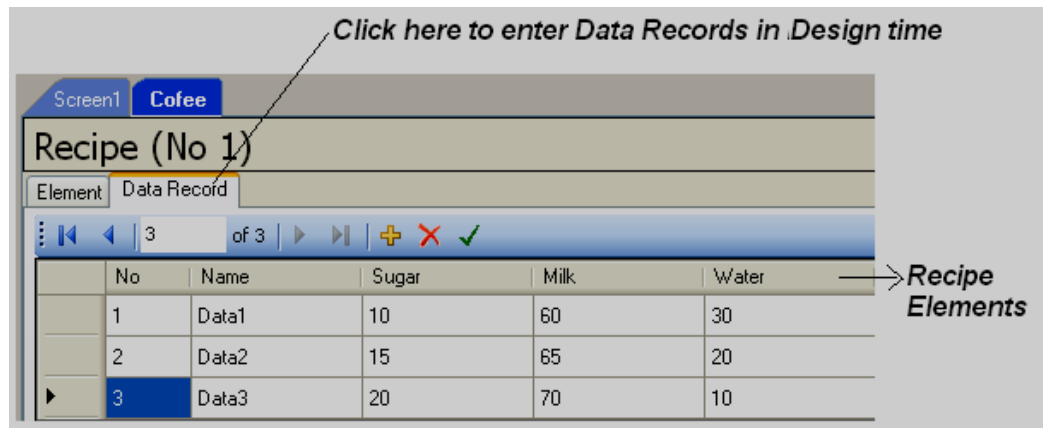 Click here to enter Data Records in Design time
Screen1 Cofee
Recipe (No 1)
Element Data Record
3 of 3
No Name Sugar Milk Water
Recipe
Elements
1 Data1 10 60 30
2 Data2 15 65 20
3 Data3 20 70 10